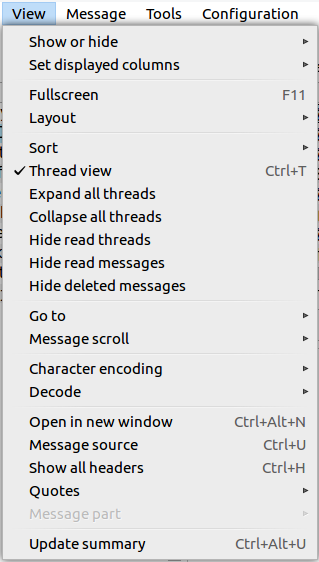 View Message Tools Configuration
Show or hide
Set displayed columns
Fullscreen F11
Layout
Sort
Thread view Ctrl+T
Expand all threads
Collapse all threads
Hide read threads
Hide read messages
Hide deleted messages
Go to
Message scroll
Character encoding
Decode
Open in new window Ctrl+Alt+N
Message source Ctrl+U
Show all headers Ctrl+H
Quotes
Message part
Update summary Ctrl+Alt+U